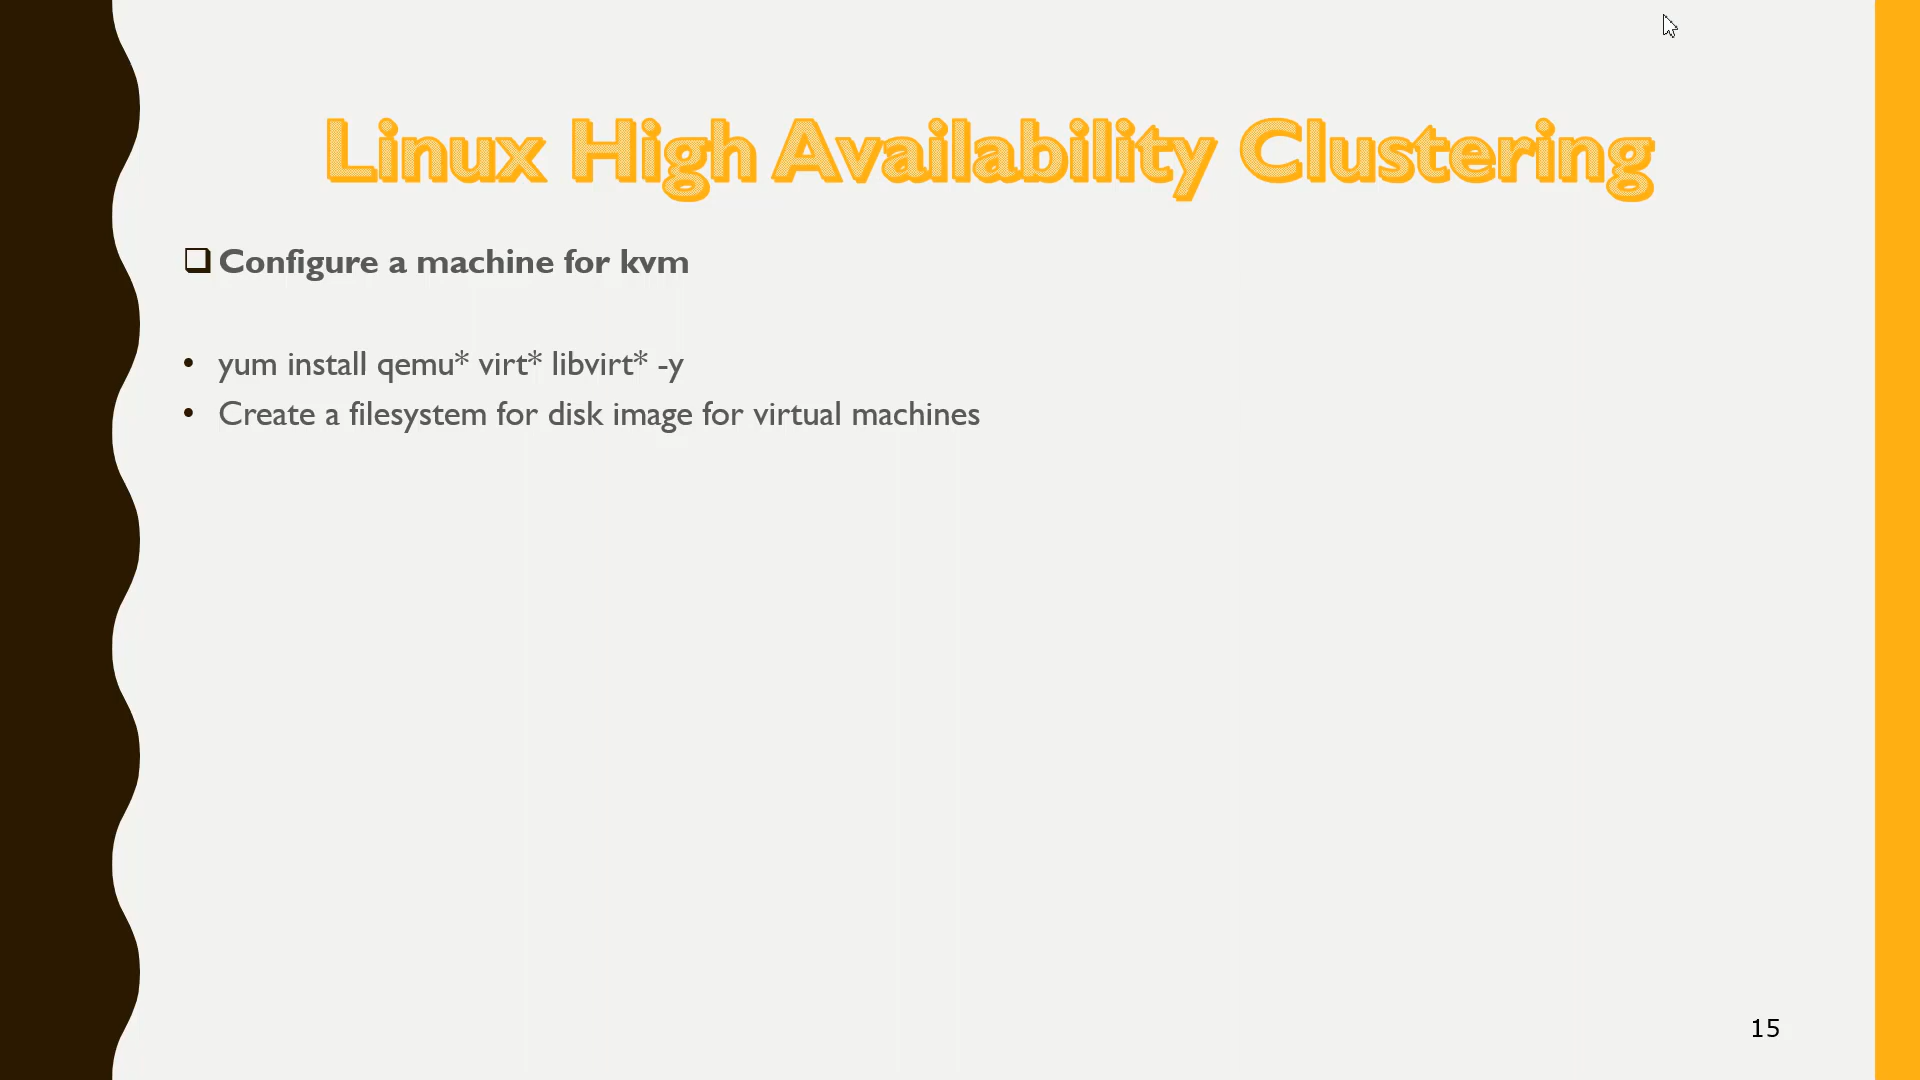 Linux High Availability Clustering
Configure a machine for kvm
yum install qemu* virt* libvirt* -y
Create a filesystem for disk image for virtual machines
15